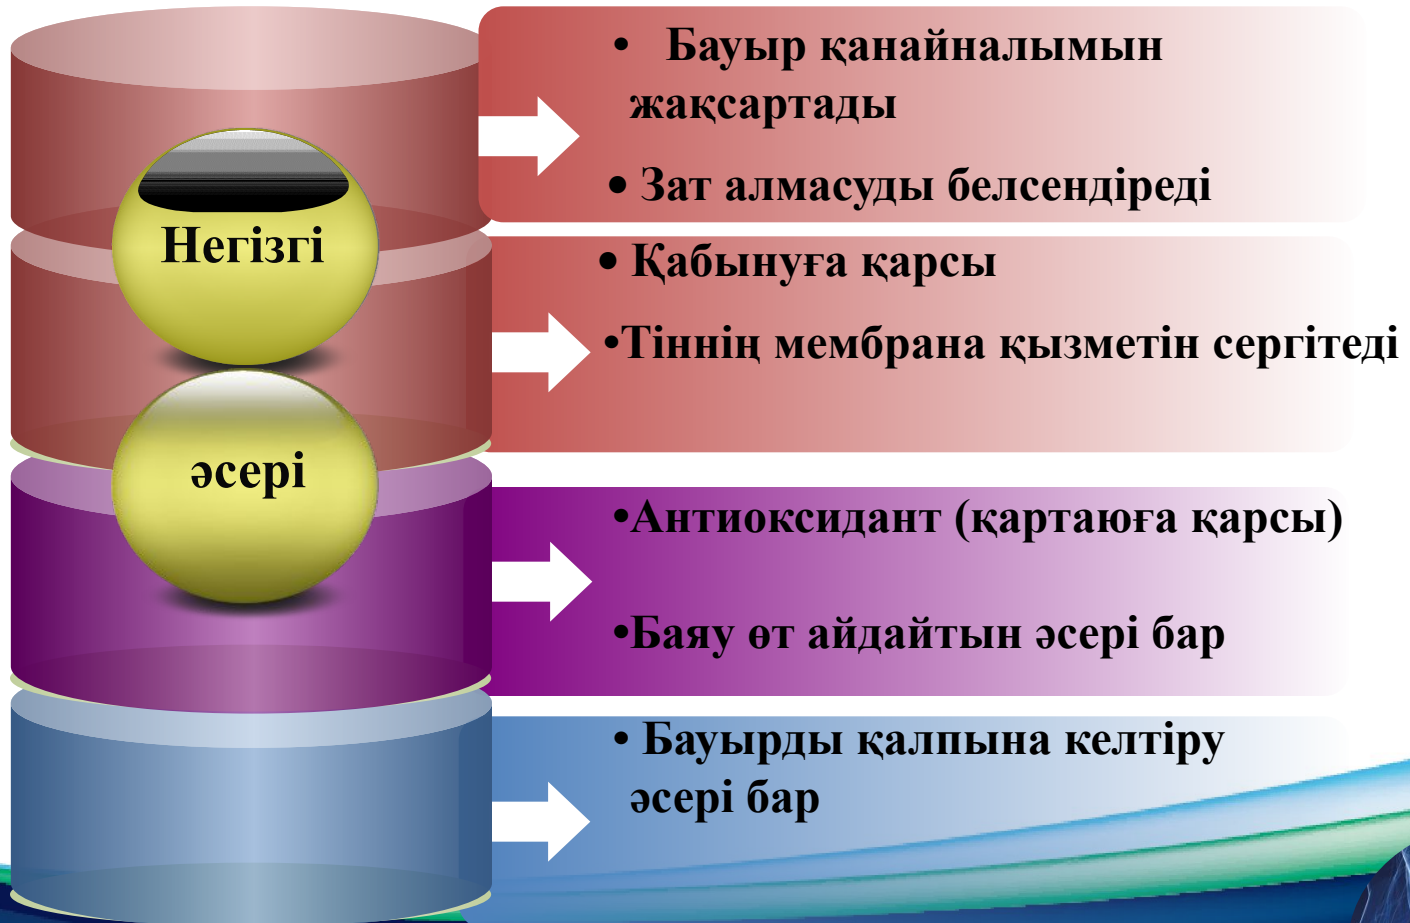 Негізгі
әсері
• Бауыр қанайналымын
жақсартады
• Зат алмасуды белсендіреді
• Қабынуға қарсы
•Тіннің мембрана қызметін сергітеді
•Антиоксидант (қартаюға қарсы)
•Баяу өт айдайтын әсері бар
• Бауырды қалпына келтіру
әсері бар